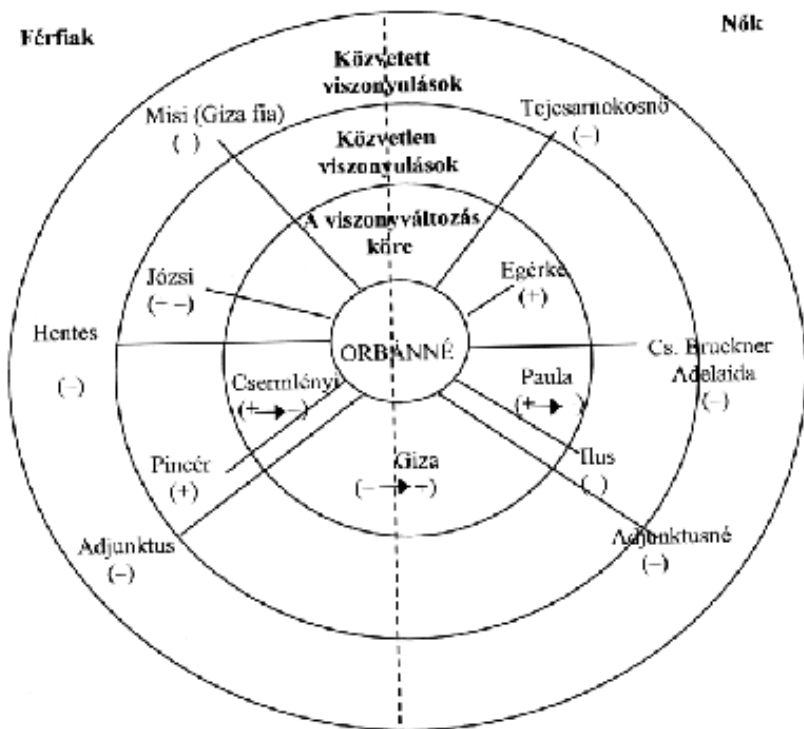 Férfiak
Nők
Közvetett
viszonyulások
Misi (Giza fia)
( )
Tejcsarnokosnő
(–)
Közvetlen
viszonyulások
A viszonyváltozás
köre
Józsi
Egérke
(+)
Hentes
(–)
ORBÁNNÉ
Cs. Bruckner
Adelaida
(–)
Csermlényi
(+ → –)
Paula
(+ → )
Pincér
(+)
Giza
(– → +)
Ilus
( )
Adjunktus
(–)
Adjunktusné
(–)